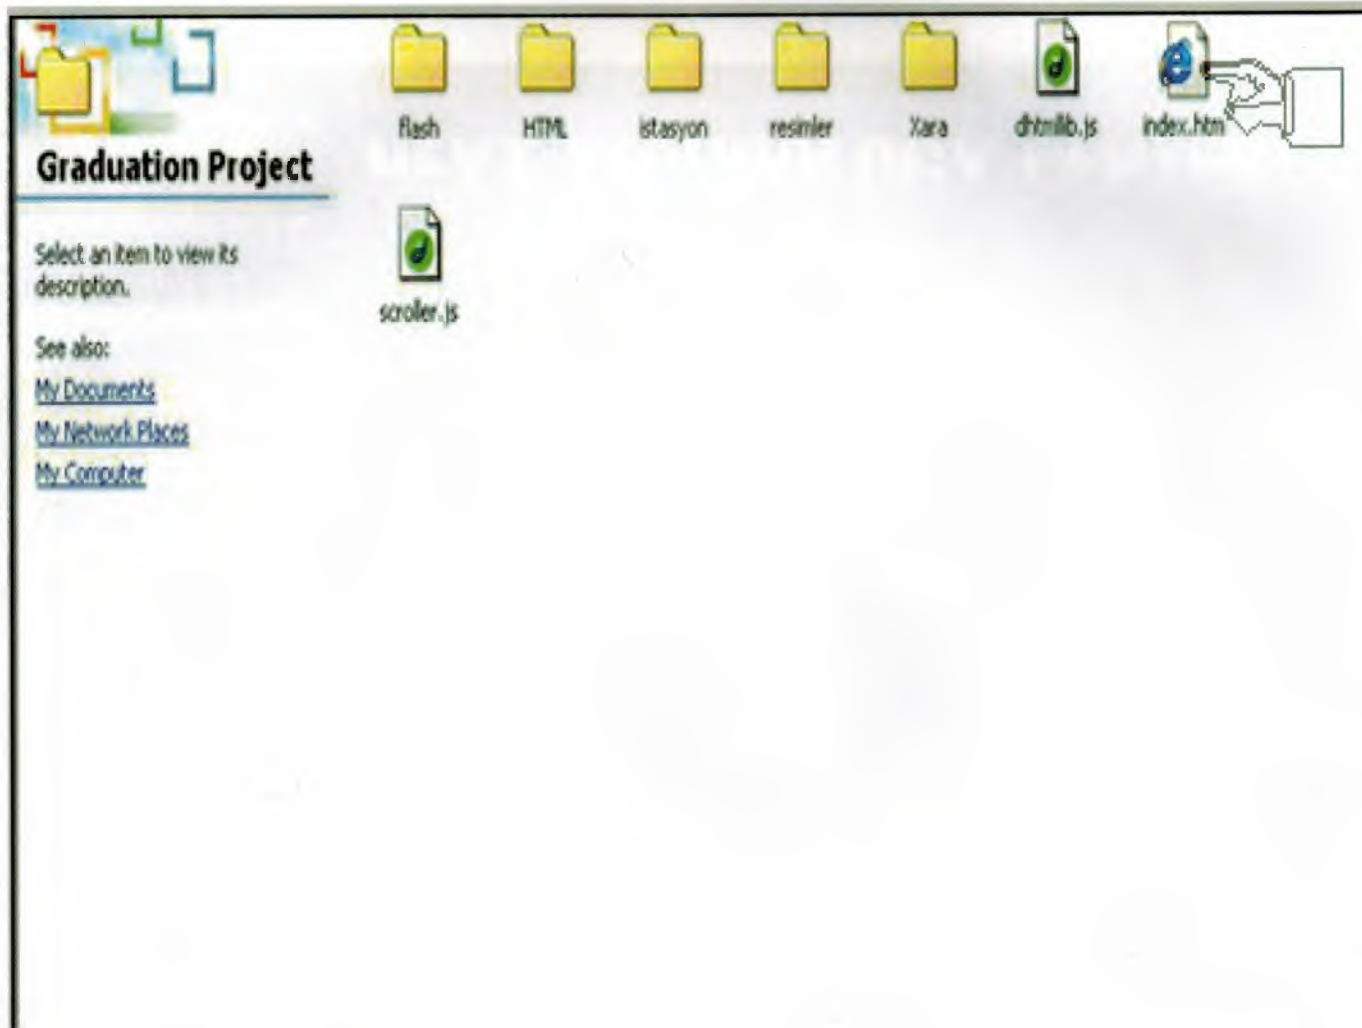 flash
HTML
istasyon
resimler
Xara
dhtmllib.js
index.htm
Graduation Project
Select an item to view its
description.
scroller.js
See also:
My Documents
My Network Places
My Computer